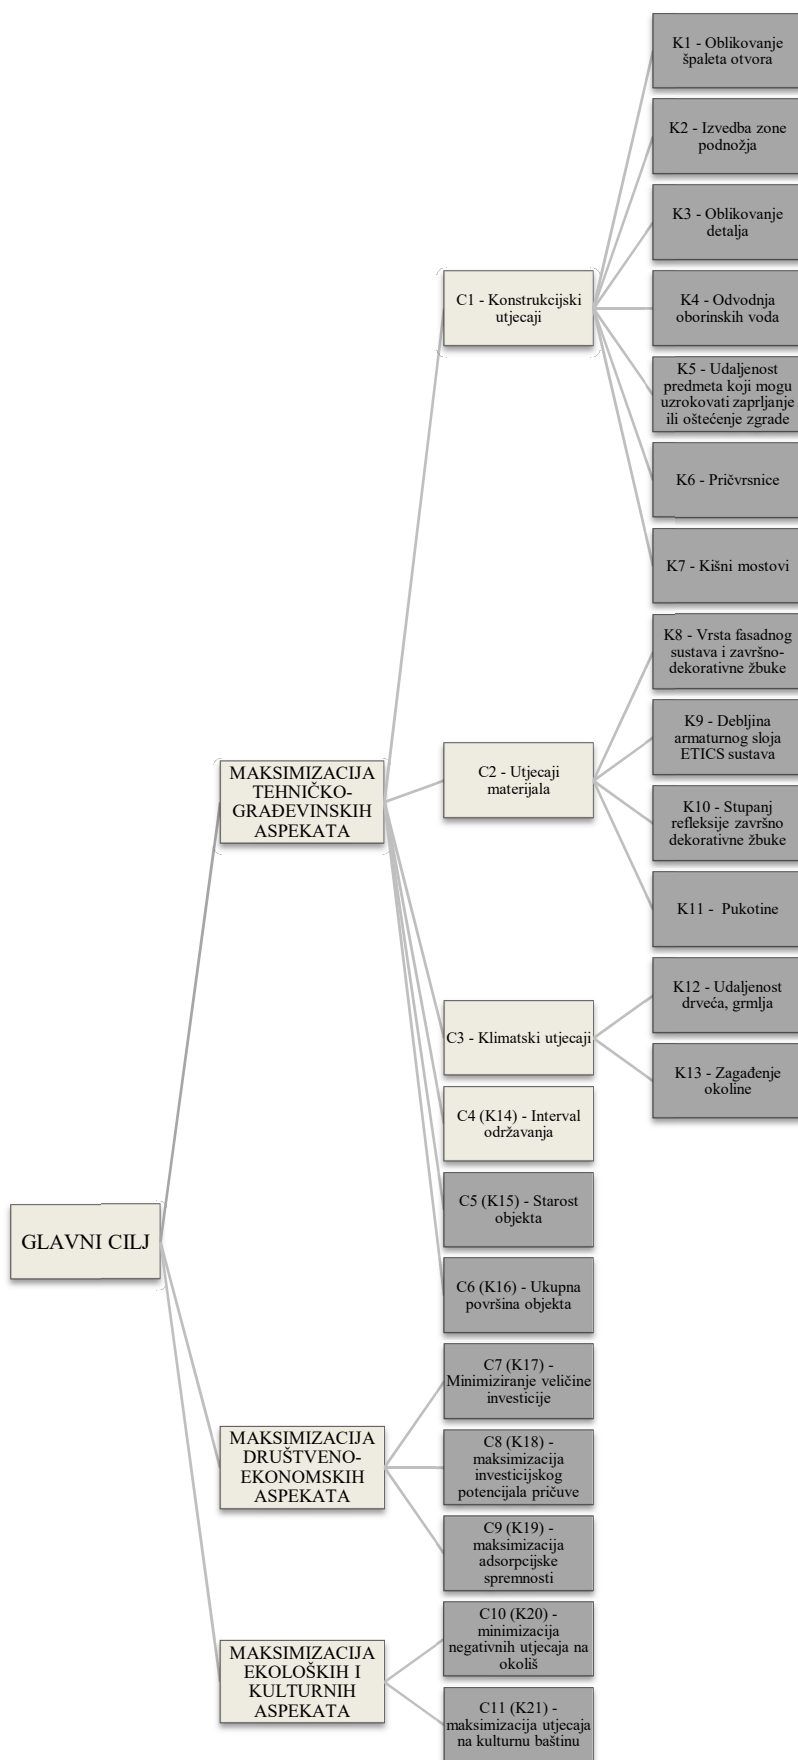 K1 - Oblikovanje
špaleta otvora
K2 - Izvedba zone
podnožja
K3 - Oblikovanje
detalja
C1 - Konstrukcijski
utjecaji
K4 - Odvodnja
oborinskih voda
K5 - Udaljenost
predmeta koji mogu
uzrokovati zaprljanje
ili oštećenje zgrade
K6 - Pričvrsnice
K7 - Kišni mostovi
K8 - Vrsta fasadnog
sustava i završno-
dekorativne žbuke
MAKSIMIZACIJA
TEHNIČKO-
GRAĐEVINSKIH
ASPEKATA
C2 - Utjecaji
materijala
K9 - Debljina
armaturnog sloja
ETICS sustava
K10 - Stupanj
refleksije završno
dekorativne žbuke
K11 -  Pukotine
C3 - Klimatski utjecaji
K12 - Udaljenost
drveća, grmlja
K13 - Zagađenje
okoline
C4 (K14) - Interval
održavanja
C5 (K15) - Starost
objekta
GLAVNI CILJ
C6 (K16) - Ukupna
površina objekta
C7 (K17) -
Minimiziranje veličine
investicije
MAKSIMIZACIJA
DRUŠTVENO-
EKONOMSKIH
ASPEKATA
C8 (K18) -
maksimizacija
investicijskog
potencijala pričuve
C9 (K19) -
maksimizacija
adsorpcijske
spremnosti
MAKSIMIZACIJA
EKOLOŠKIH I
KULTURNIH
ASPEKATA
C10 (K20) -
minimizacija
negativnih utjecaja na
okoliš
C11 (K21) -
maksimizacija utjecaja
na kulturnu baštinu